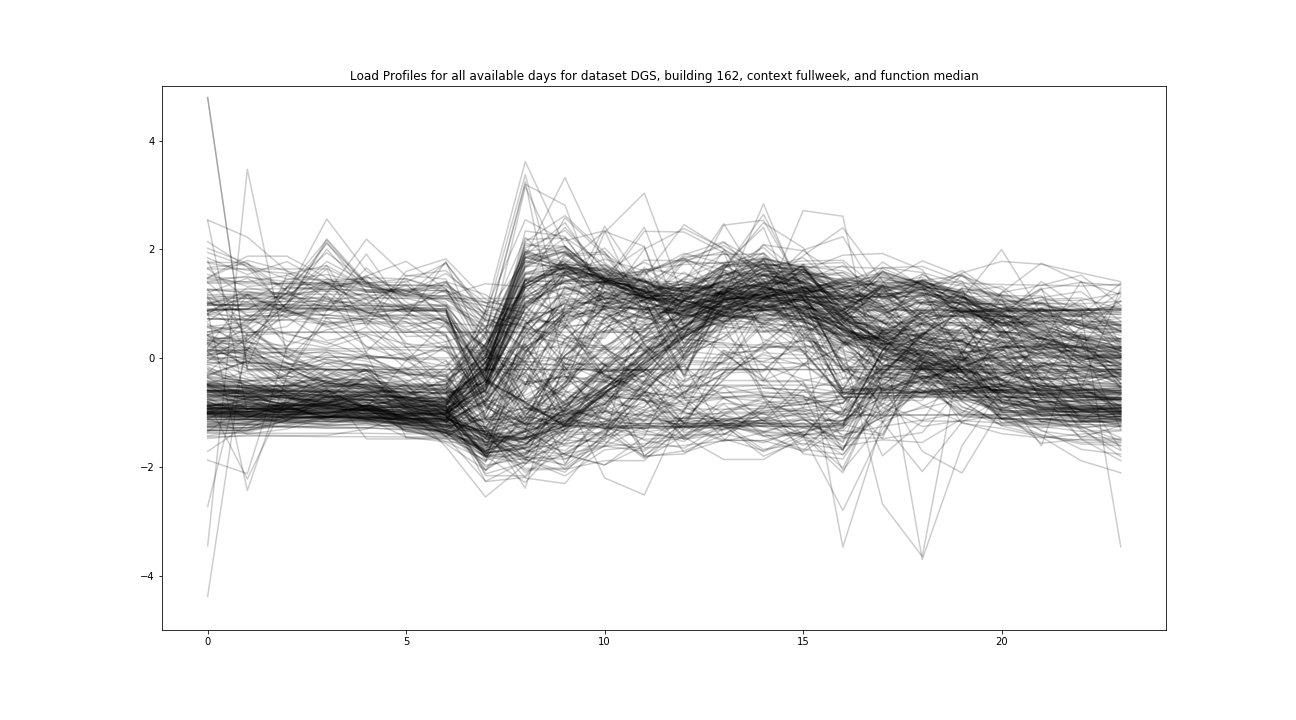 Load Profiles for all available days for dataset DGS, building 162, context fullweek, and function median
4
2
0
−2
−4
0 5 10 15 20